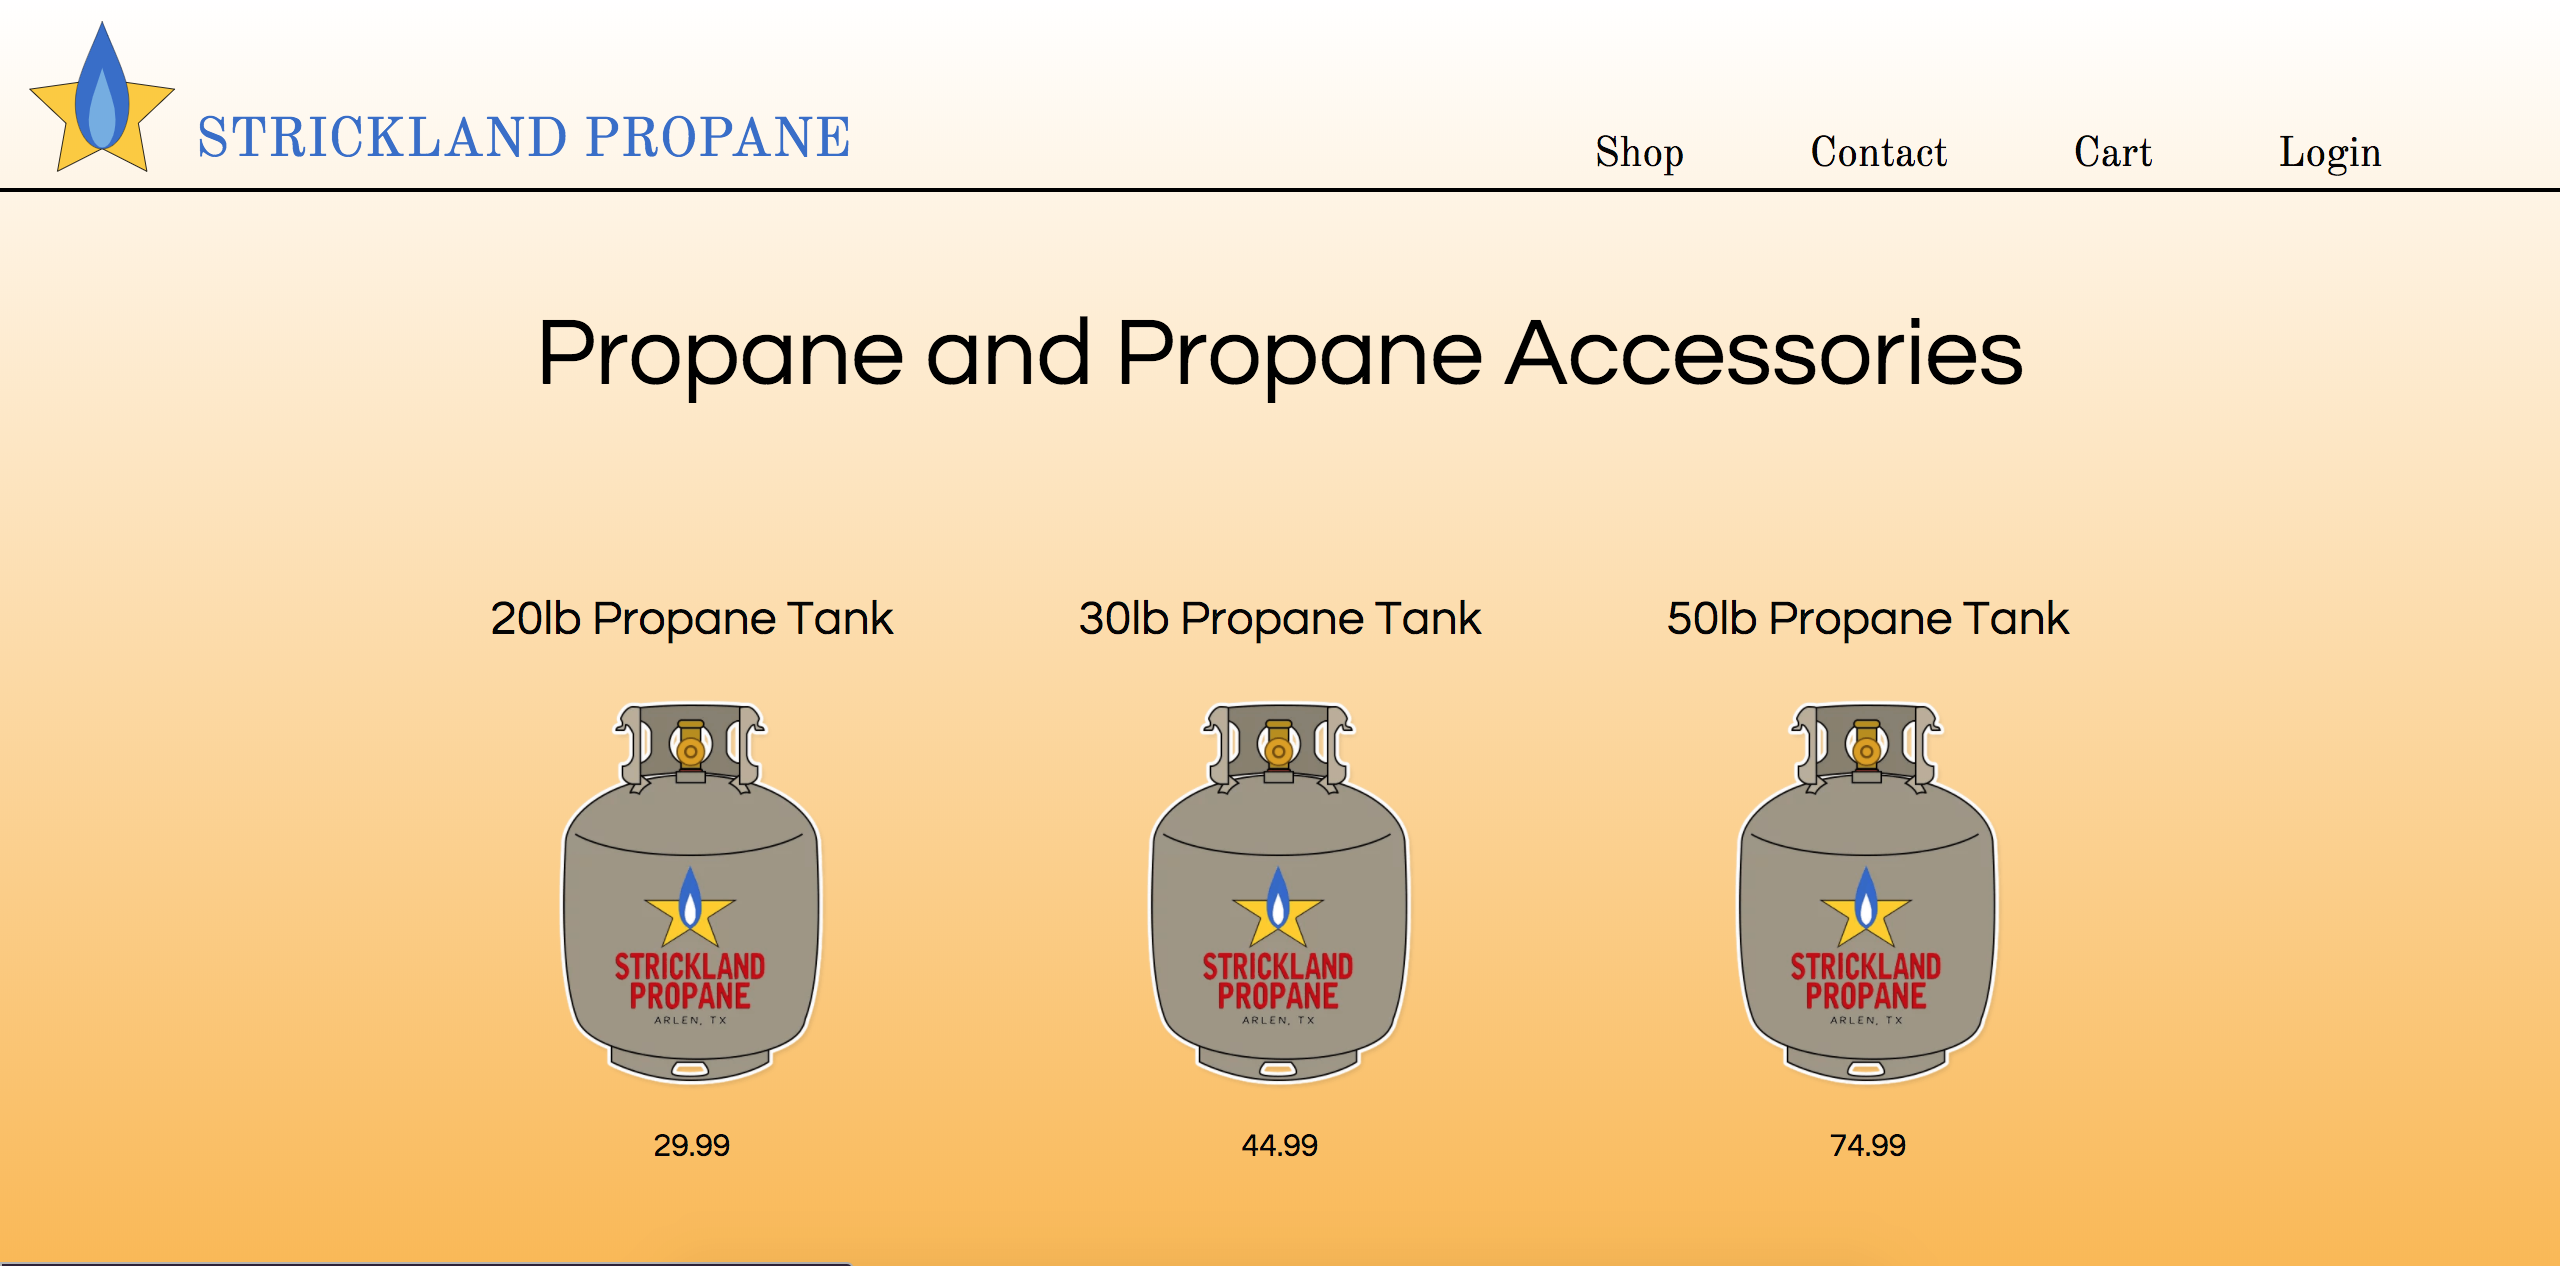 STRICKLAND PROPANE
Shop Contact Cart Login
Propane and Propane Accessories
20lb Propane Tank 30lb Propane Tank 50lb Propane Tank
STRICKLAND STRICKLAND STRICKLAND
PROPANE PROPANE PROPANE
ARLEN, TX ARLEN, TX ARLEN, TX
29.99 44.99 74.99